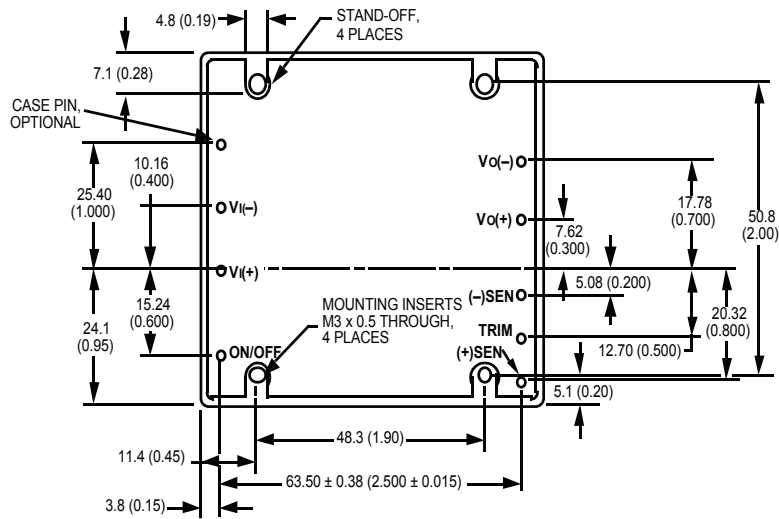 4.8 (0.19)
STAND-OFF,
4 PLACES
7.1 (0.28)
CASE PIN,
OPTIONAL
10.16
(0.400)
25.40
(1.000)
VI(–)
VI(+)
15.24
(0.600)
24.1
(0.95)
ON/OFF
MOUNTING INSERTS
M3 x 0.5 THROUGH,
4 PLACES
VO(–)
VO(+)
17.78
(0.700)
50.8
(2.00)
7.62
(0.300)
5.08 (0.200)
(–)SEN
TRIM
20.32
(0.800)
12.70 (0.500)
(+)SEN
5.1 (0.20)
48.3 (1.90)
11.4 (0.45)
63.50 ± 0.38 (2.500 ± 0.015)
3.8 (0.15)